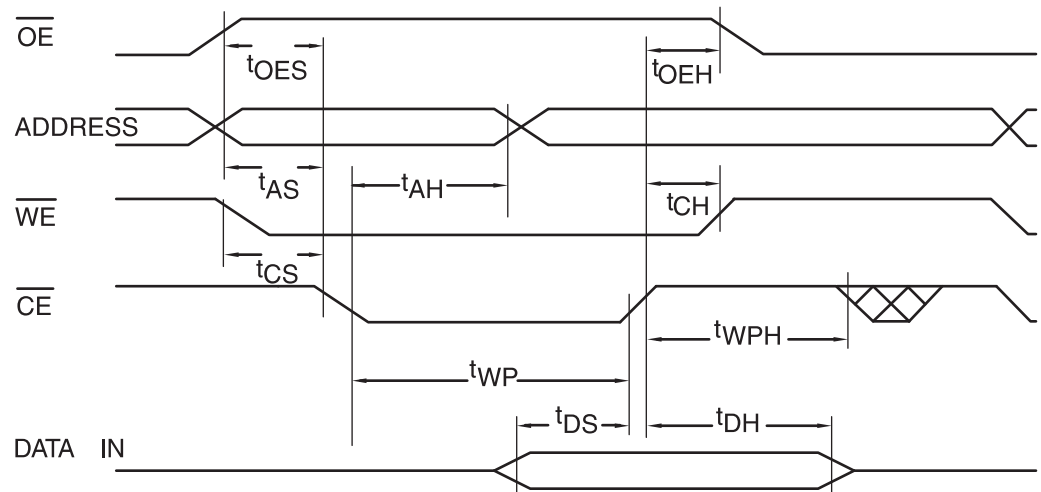 OE
tOES
tOEH
ADDRESS
tAS
tAH
tCH
WE
tCS
CE
tWPH
tWP
tDS
tDH
DATA IN